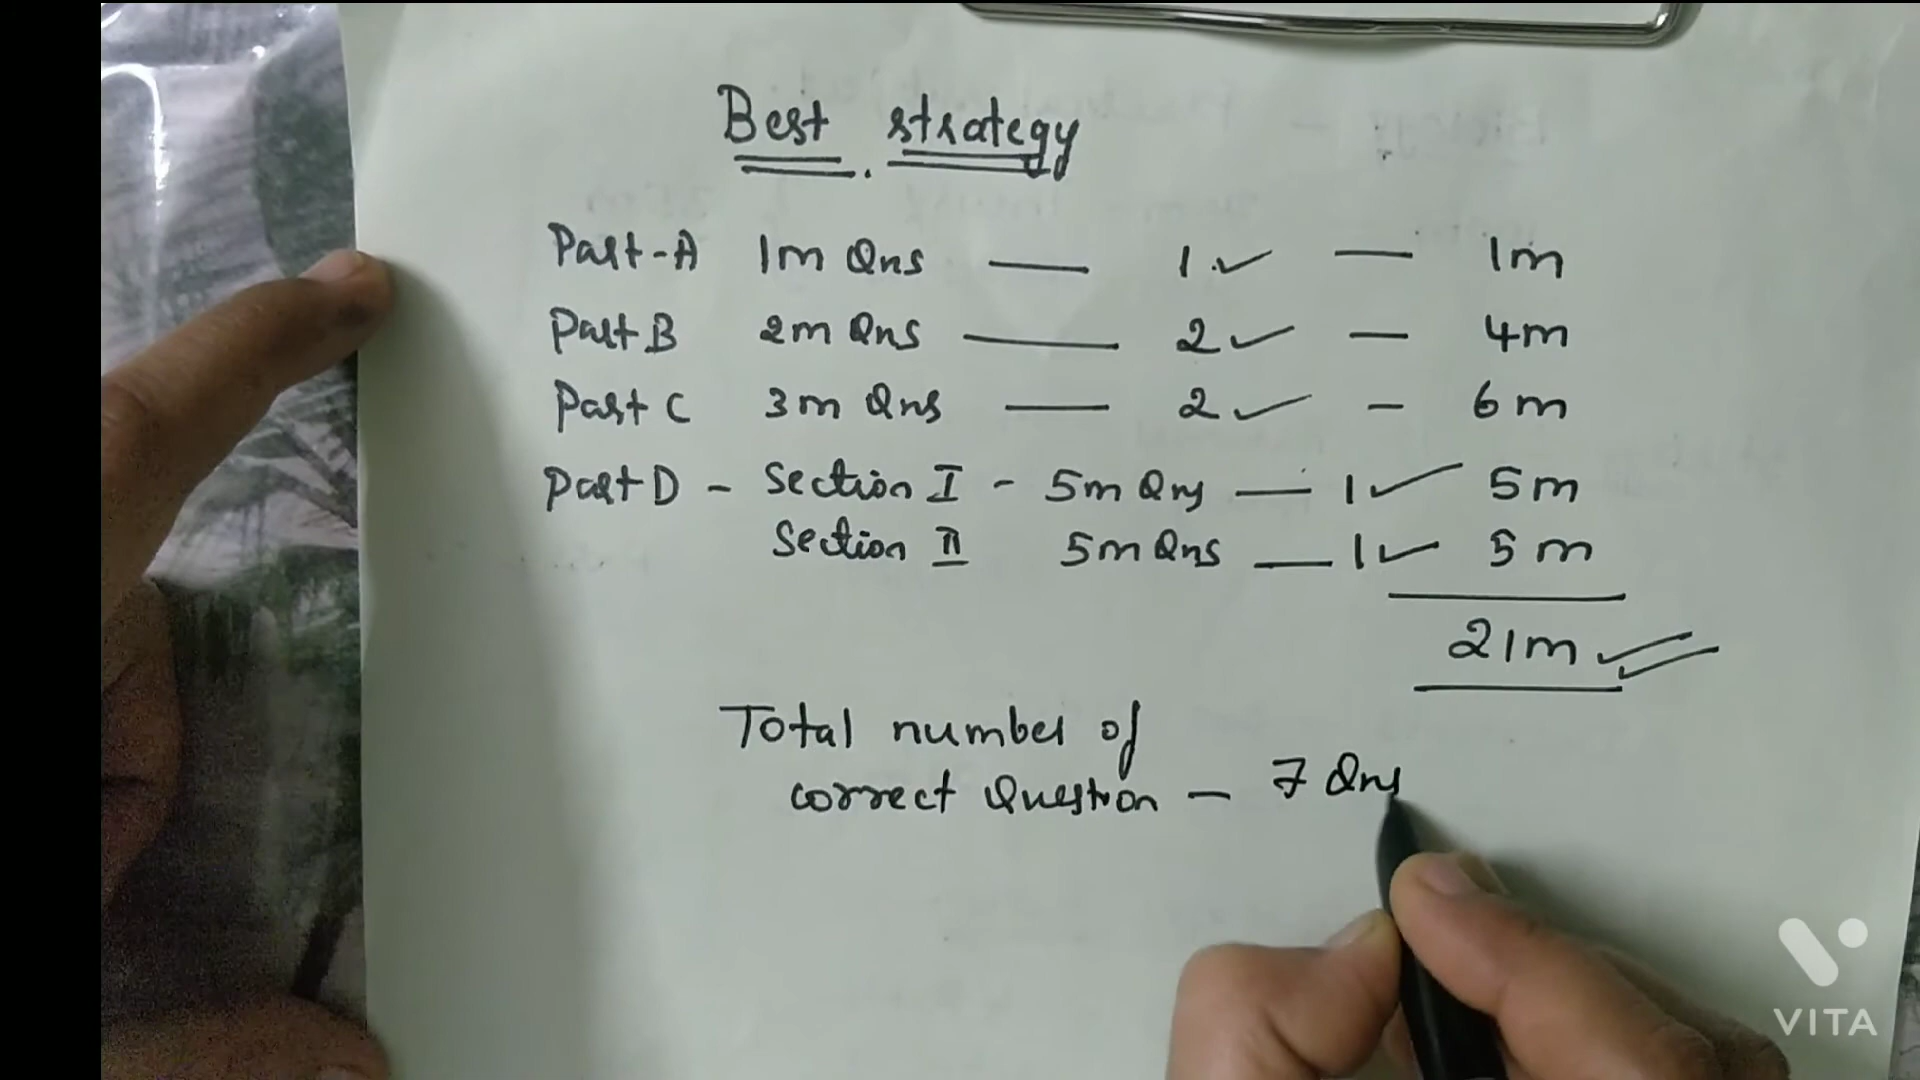 Best strategy
Part-A 1m Qns — 1 ✓ — 1m
Part B 2m Qns — 2 ✓ — 4m
Part C 3m Qns — 2 ✓ — 6m
Part D - Section I - 5m Qns — 1 ✓ 5m
Section II 5m Qns — 1 ✓ 5m
21m ✓
Total number of
correct Question — 7 Qns
VITA